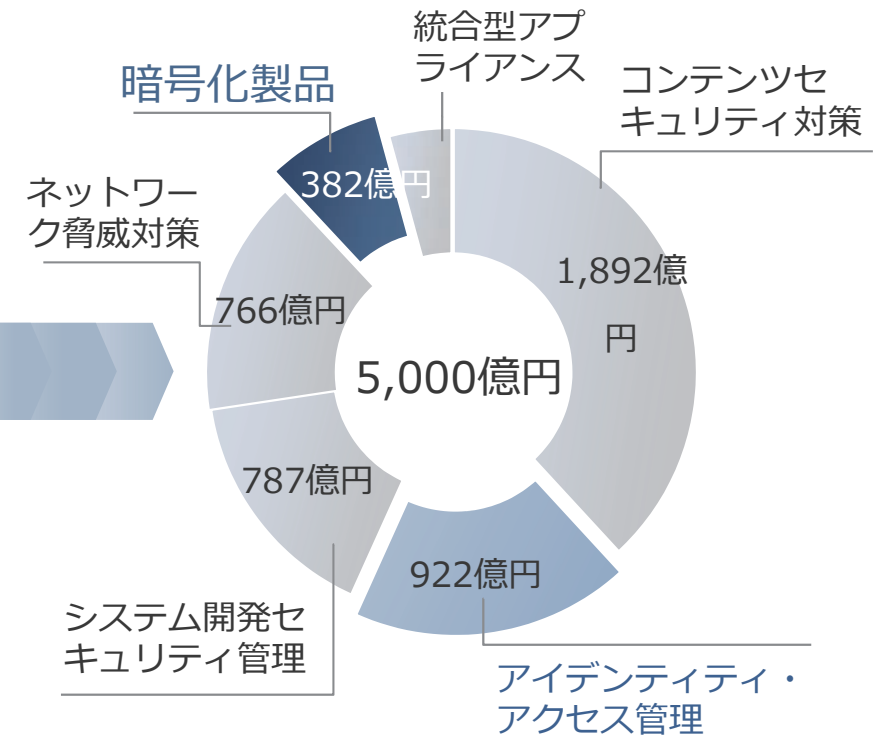 統合型アプ
ライアンス
コンテンツセ
キュリティ対策
暗号化製品
382億円
ネットワー
ク脅威対策
1,892億
円
766億円
5,000億円
787億円
922億円
システム開発セ
キュリティ管理
アイデンティティ・
アクセス管理